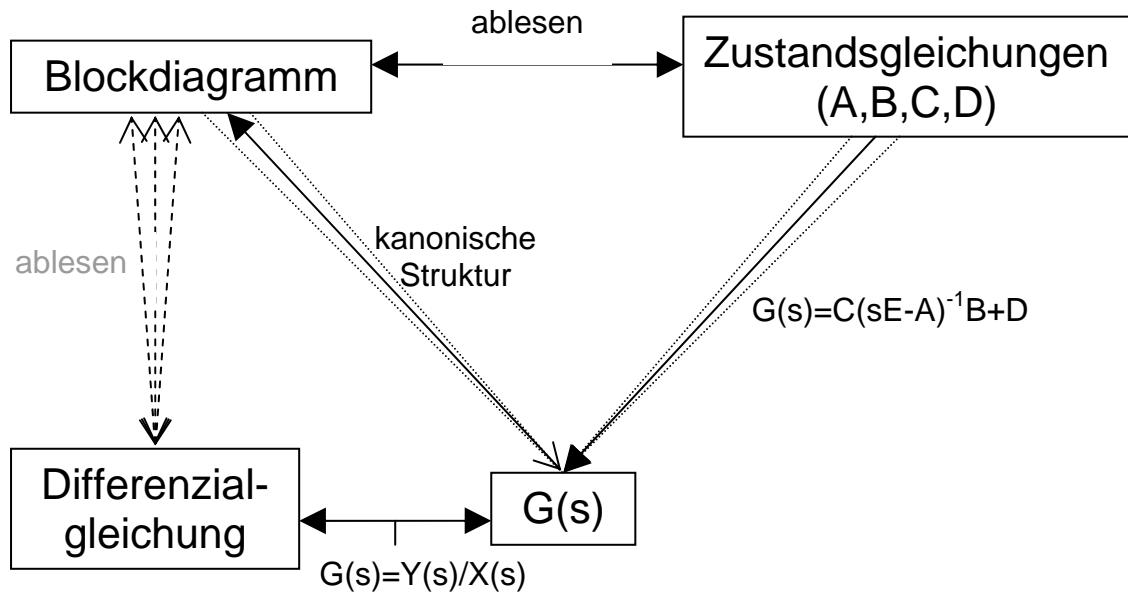 ablesen
Blockdiagramm
Zustandsgleichungen
(A,B,C,D)
kanonische
Struktur
ablesen
G(s)=C(sE-A)⁻¹B+D
Differenzial-
gleichung
G(s)
G(s)=Y(s)/X(s)